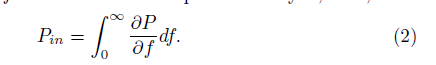 P_{in} = \int_0^\infty \frac{\partial P}{\partial f} df. (2)